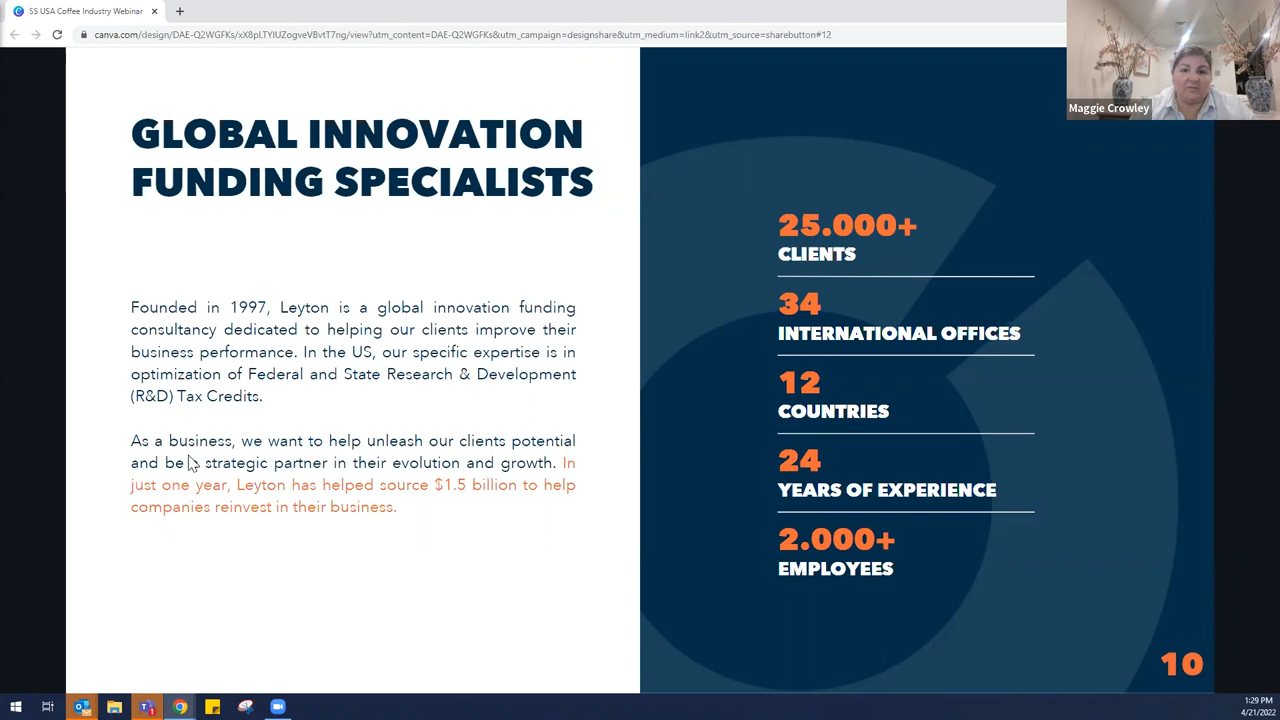 SS USA Coffee Industry Webinar
canva.com/design/DAE-Q2WGFKs/xX8pLTYIUZogveVBvtT7ng/view?utm_content=DAE-Q2WGFKs&utm_campaign=designshare&utm_medium=link2&utm_source=sharebutton#12
Maggie Crowley
GLOBAL INNOVATION
FUNDING SPECIALISTS
Founded in 1997, Leyton is a global innovation funding
consultancy dedicated to helping our clients improve their
business performance. In the US, our specific expertise is in
optimization of Federal and State Research & Development
(R&D) Tax Credits.
As a business, we want to help unleash our clients potential
and be strategic partner in their evolution and growth. In
just one year, Leyton has helped source $1.5 billion to help
companies reinvest in their business.
25.000+
CLIENTS
34
INTERNATIONAL OFFICES
12
COUNTRIES
24
YEARS OF EXPERIENCE
2.000+
EMPLOYEES
10
1:29 PM
4/21/2022